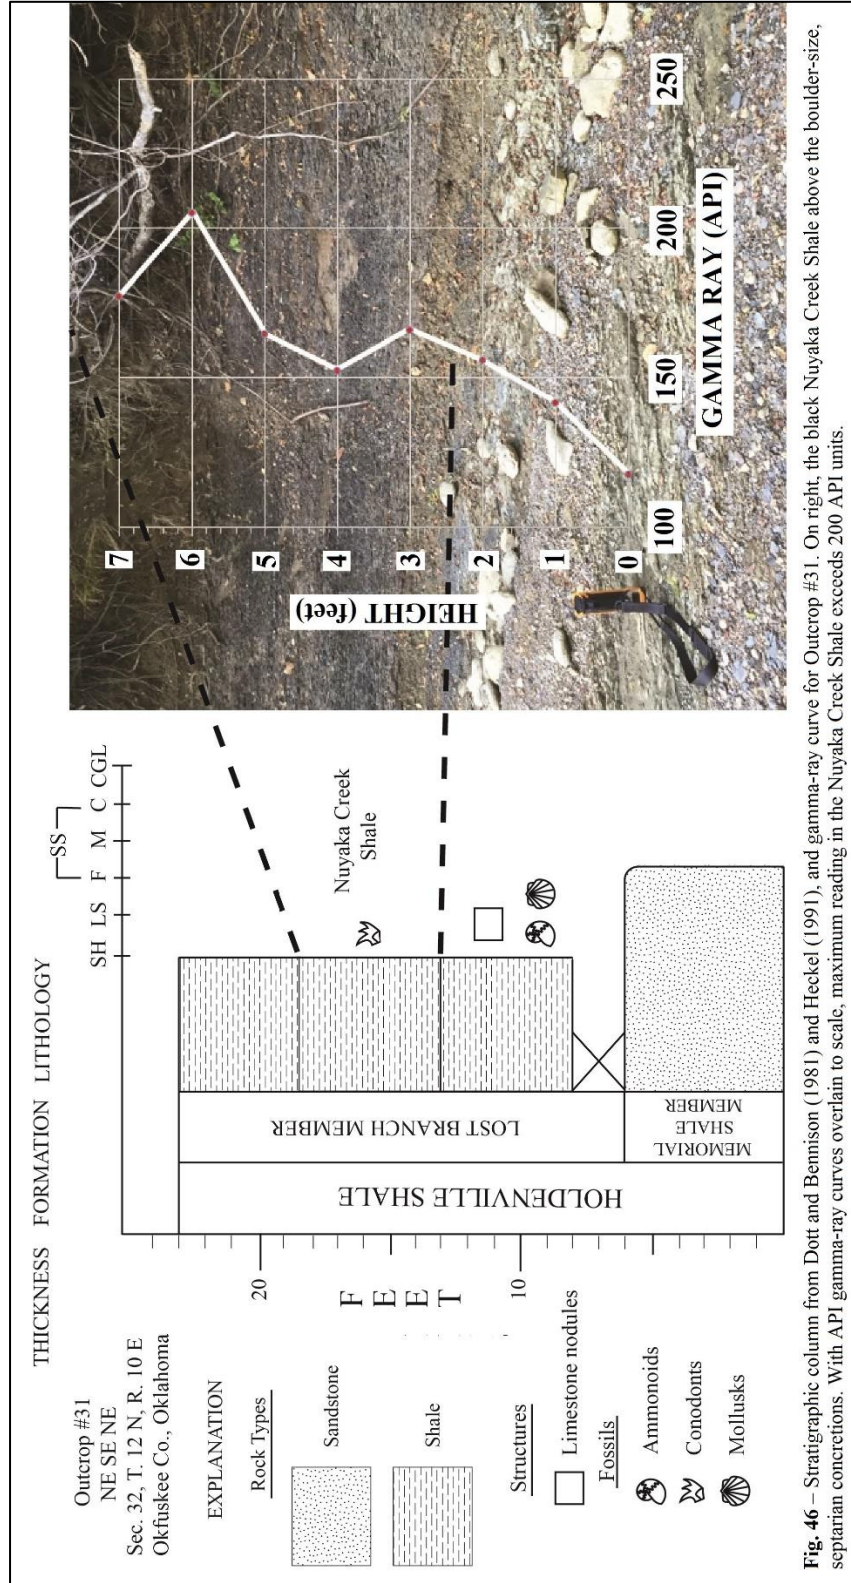 THICKNESS FORMATION LITHOLOGY
Outcrop #31
NE SE NE
Sec. 32, T. 12 N, R. 10 E
Okfuskee Co., Oklahoma
EXPLANATION
Rock Types
Sandstone
Shale
Structures
Limestone nodules
Fossils
Ammonoids
Conodonts
Mollusks
20
10
FEET
HOLDENVILLE SHALE
LOST BRANCH MEMBER
MEMORIAL
SHALE
MEMBER
SS
SH LS F M C CGL
Nuyaka Creek
Shale
HEIGHT (feet)
7
6
5
4
3
2
1
0
100 150 200 250
GAMMA RAY (API)
Fig. 46 – Stratigraphic column from Dott and Bennison (1981) and Heckel (1991), and gamma-ray curve for Outcrop #31. On right, the black Nuyaka Creek Shale above the boulder-size,
septarian concretions. With API gamma-ray curves overlain to scale, maximum reading in the Nuyaka Creek Shale exceeds 200 API units.